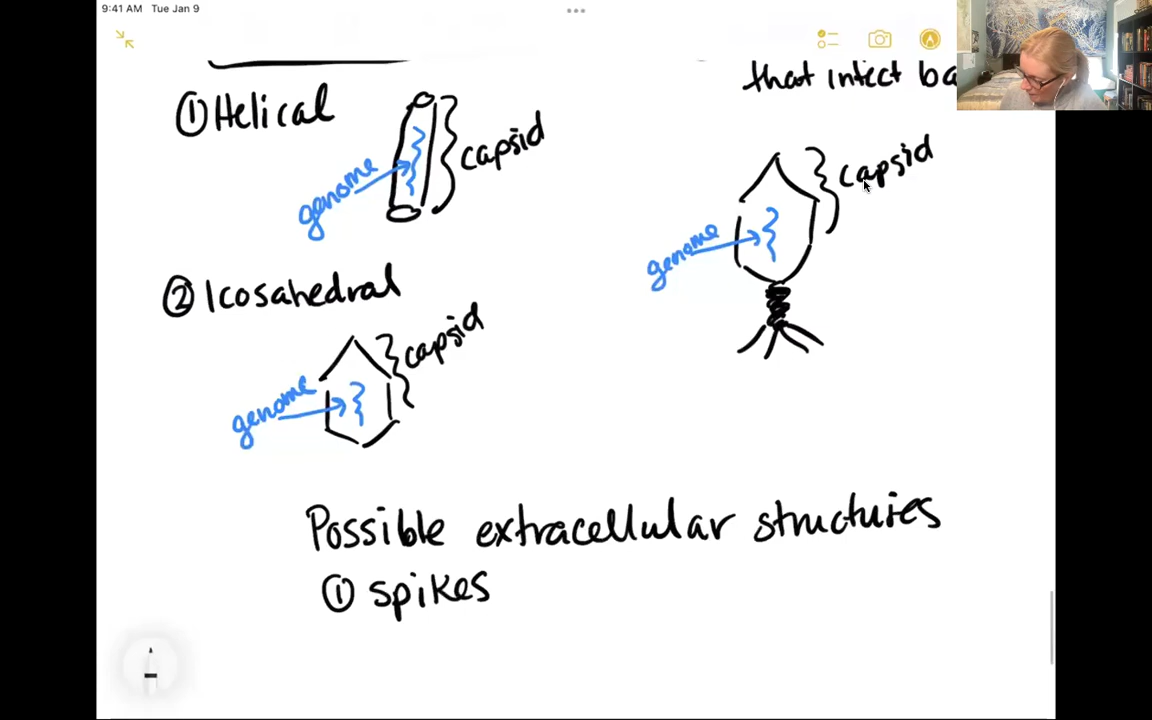 9:41 AM Tue Jan 9
that infect ba
① Helical
capsid
genome
capsid
genome
② Icosahedral
capsid
genome
Possible extracellular structures
① spikes